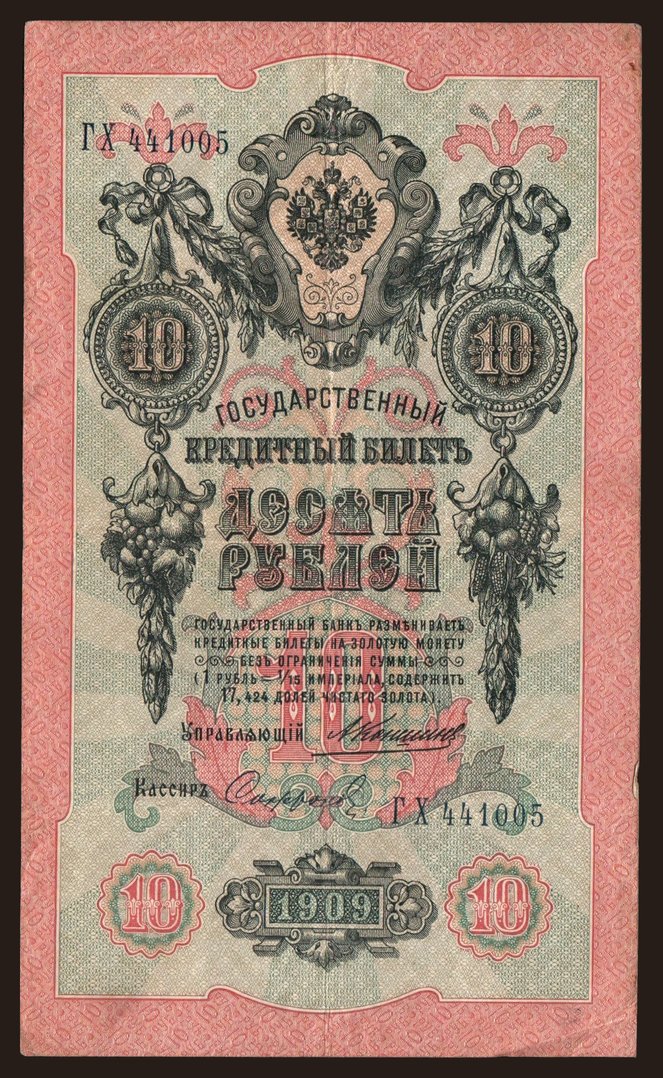 ГХ 441005
10 10
ГОСУДАРСТВЕННЫЙ
КРЕДИТНЫЙ БИЛЕТЪ
ДЕСЯТЬ
РУБЛЕЙ
ГОСУДАРСТВЕННЫЙ БАНКЪ РАЗМѢНИВАЕТЪ
КРЕДИТНЫЕ БИЛЕТЫ НА ЗОЛОТУЮ МОНЕТУ
БЕЗЪ ОГРАНИЧЕНІЯ СУММЫ
(1 РУБЛЬ = 1/15 ИМПЕРІАЛА, СОДЕРЖИТЪ
17,424 ДОЛЕЙ ЧИСТАГО ЗОЛОТА).
10
Управляющій
Кассиръ
ГХ 441005
10 1909 10